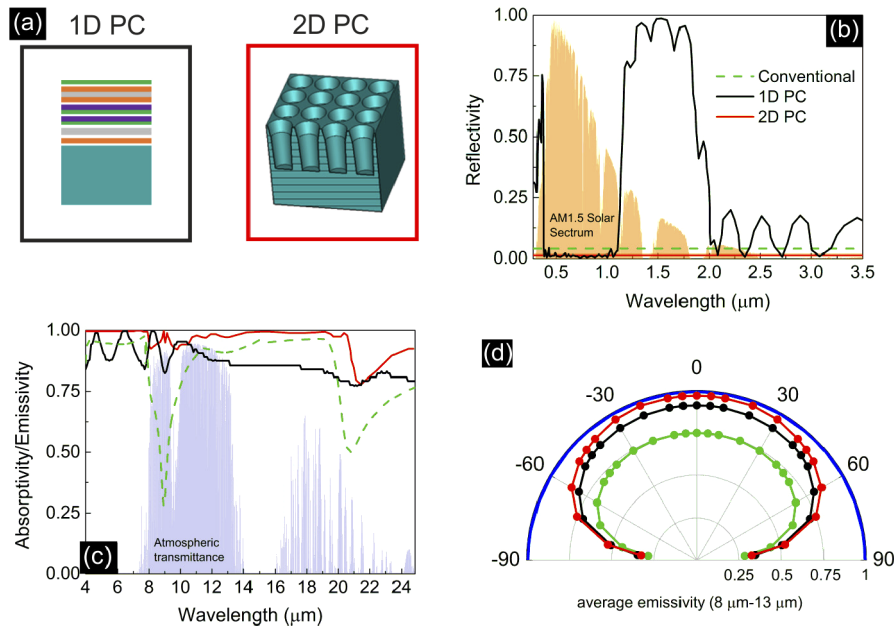 (a)
1D PC
2D PC
(b)
Reflectivity
1.00
0.75
0.50
0.25
0.00
Conventional
1D PC
2D PC
AM1.5 Solar
Sectrum
0.5
1.0
1.5
2.0
2.5
3.0
3.5
Wavelength (μm)
(c)
Absorptivity/Emissivity
1.00
0.75
0.50
0.25
0.00
Atmospheric
transmittance
4
6
8
10
12
14
16
18
20
22
24
Wavelength (μm)
(d)
0
-30
30
-60
60
-90
90
0.25
0.5
0.75
1
average emissivity (8 μm-13 μm)